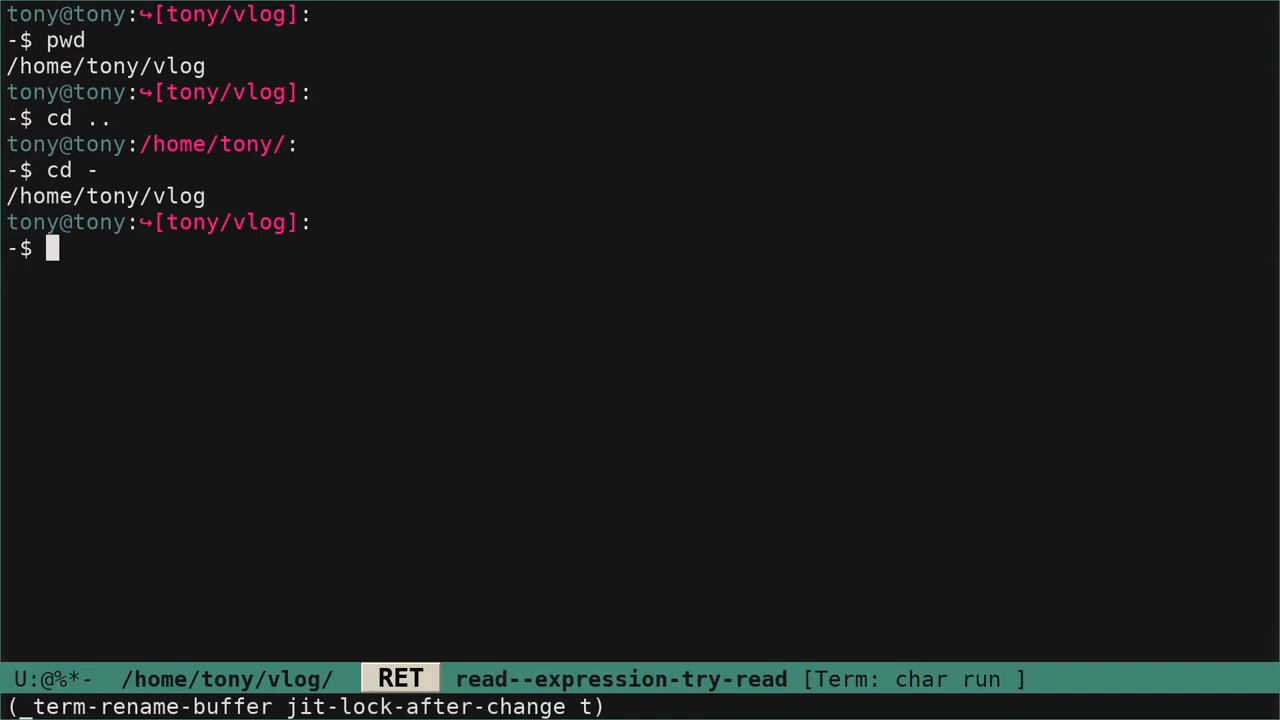 tony@tony:↪[tony/vlog]:
-$ pwd
/home/tony/vlog
tony@tony:↪[tony/vlog]:
-$ cd ..
tony@tony:/home/tony/:
-$ cd -
/home/tony/vlog
tony@tony:↪[tony/vlog]:
-$
U:@%*-  /home/tony/vlog/  RET  read--expression-try-read [Term: char run ]
(_term-rename-buffer jit-lock-after-change t)